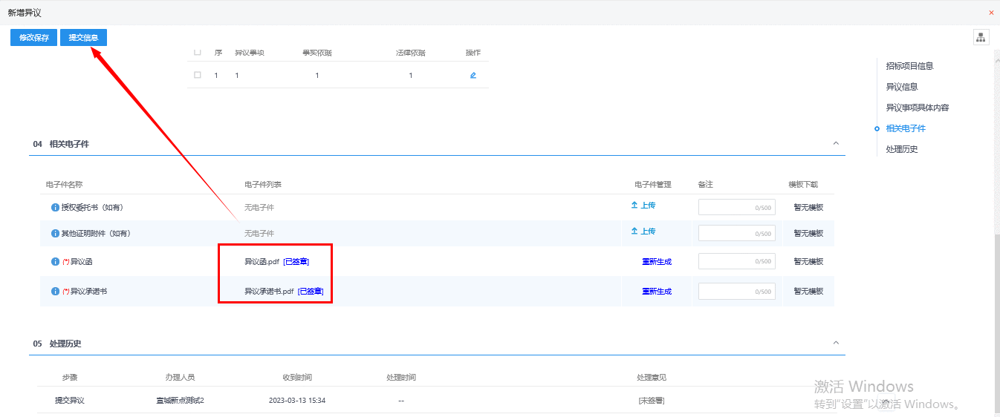 新增异议
×
修改保存 提交信息
序 异议事项 事实依据 法律依据 操作
1 1 1 1
招标项目信息
异议信息
异议事项具体内容
相关电子件
处理历史
04 相关电子件
电子件名称 电子件列表 电子件管理 备注 模板下载
授权委托书（如有） 无电子件 上传 0/500 暂无模板
其他证明附件（如有） 无电子件 上传 0/500 暂无模板
(*)异议函 异议函.pdf [已签章] 重新生成 0/500 暂无模板
(*)异议承诺书 异议承诺书.pdf [已签章] 重新生成 0/500 暂无模板
05 处理历史
步骤 办理人员 收到时间 处理时间 处理意见
提交异议 宣城新点测试2 2023-03-13 15:34 -- [未签署]
激活 Windows
转到“设置”以激活 Windows。